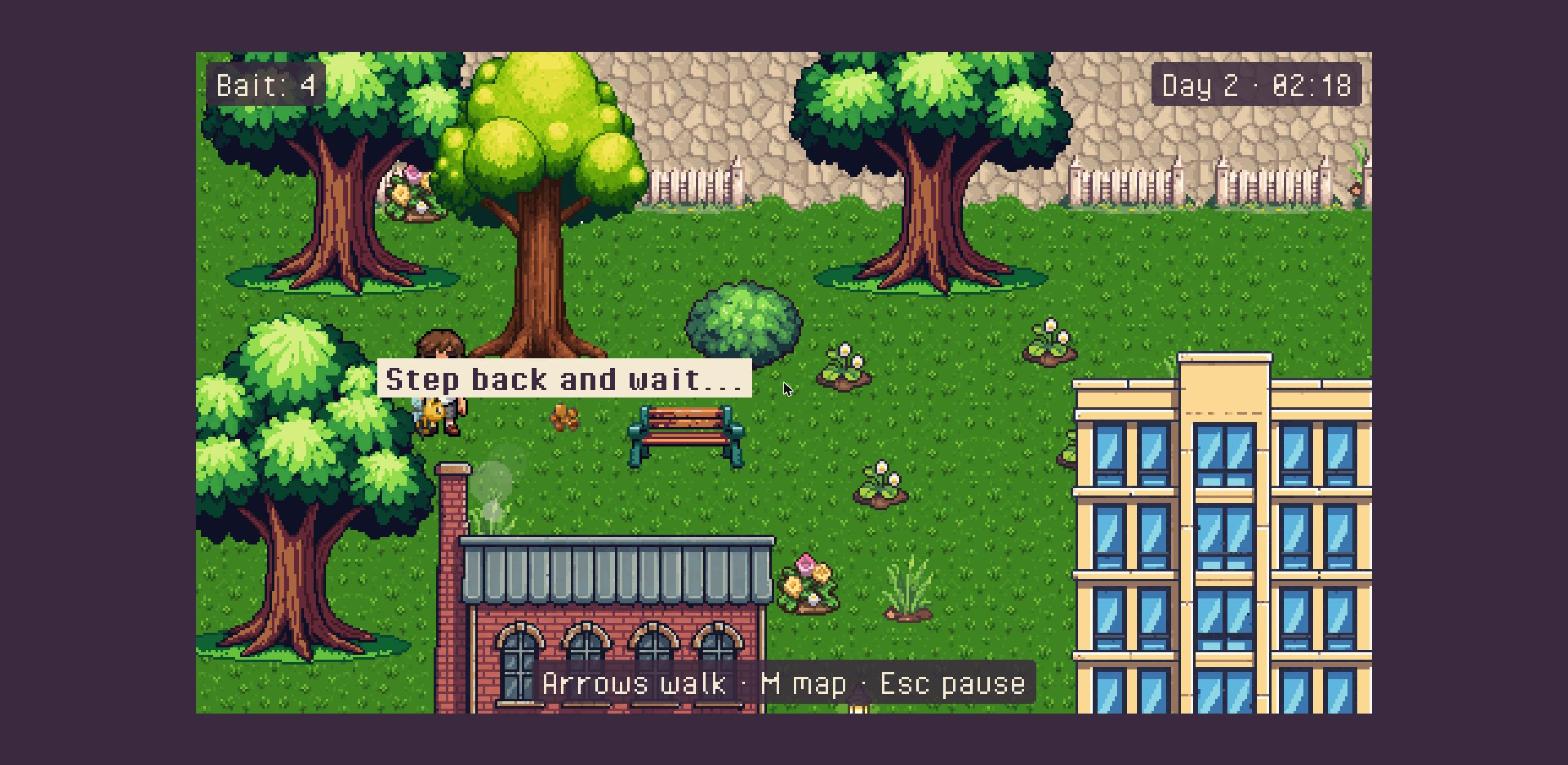 Bait: 4
Day 2 · 02:18
Step back and wait...
Arrows walk · M map · Esc pause